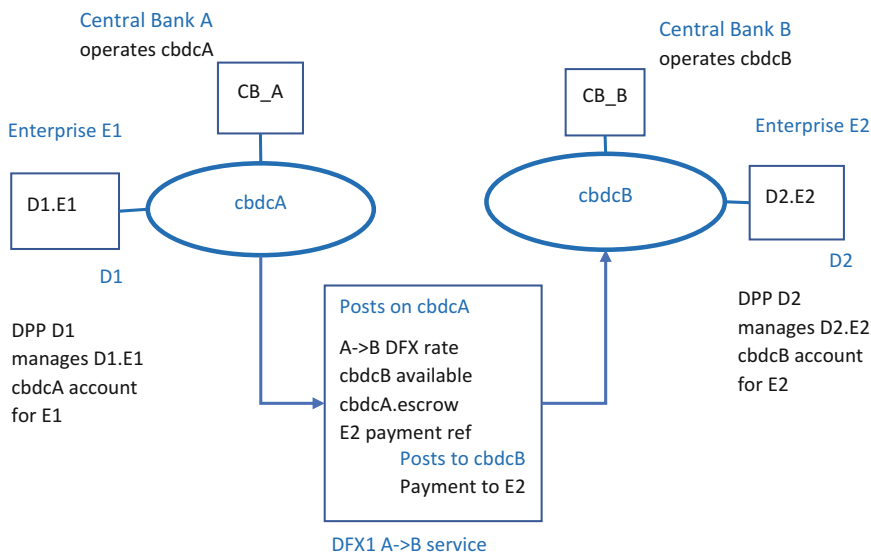 Central Bank A
operates cbdcA
Central Bank B
operates cbdcB
CB_A
CB_B
Enterprise E1
Enterprise E2
D1.E1
cbdcA
cbdcB
D2.E2
D1
D2
DPP D1
manages D1.E1
cbdcA account
for E1
Posts on cbdcA
A->B DFX rate
cbdcB available
cbdcA.escrow
E2 payment ref
Posts to cbdcB
Payment to E2
DPP D2
manages D2.E2
cbdcB account
for E2
DFX1 A->B service